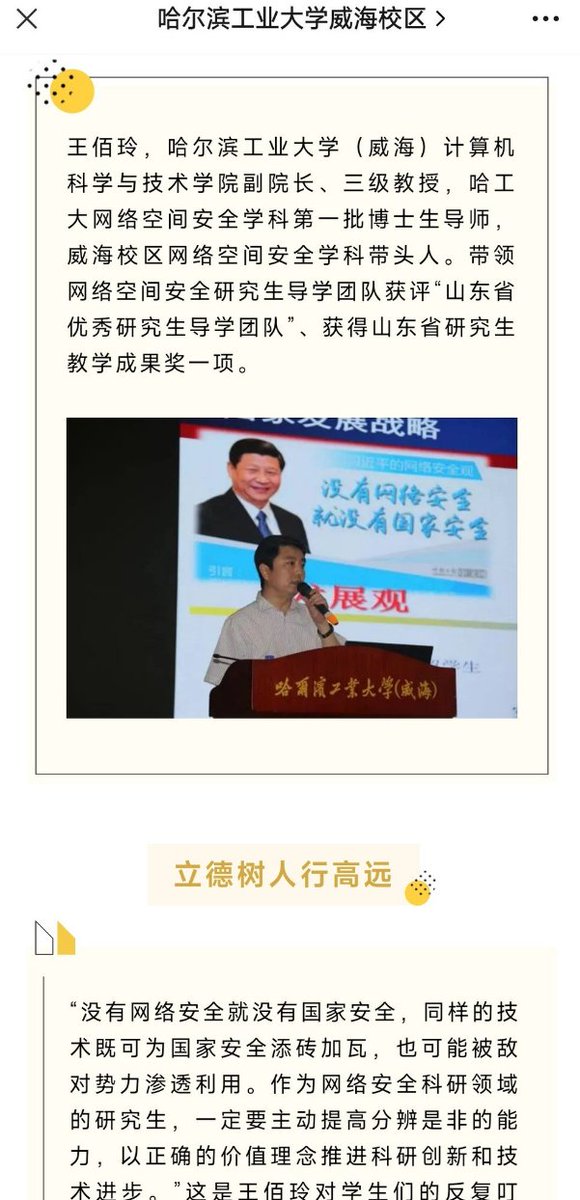 哈尔滨工业大学威海校区
王佰玲，哈尔滨工业大学（威海）计算机
科学与技术学院副院长、三级教授，哈工
大网络空间安全学科第一批博士生导师，
威海校区网络空间安全学科带头人。带领
网络空间安全研究生导学团队获评“山东省
优秀研究生导学团队”、获得山东省研究生
教学成果奖一项。
发展战略
习近平的网络安全观
没有网络安全
就没有国家安全
引言
发展观
哈爾濱工業大学(威海)
立德树人行高远
“没有网络安全就没有国家安全，同样的技
术既可为国家安全添砖加瓦，也可能被敌
对势力渗透利用。作为网络安全科研领域
的研究生，一定要主动提高分辨是非的能
力，以正确的价值理念推进科研创新和技
术进步。”这是王佰玲对学生们的反复叮